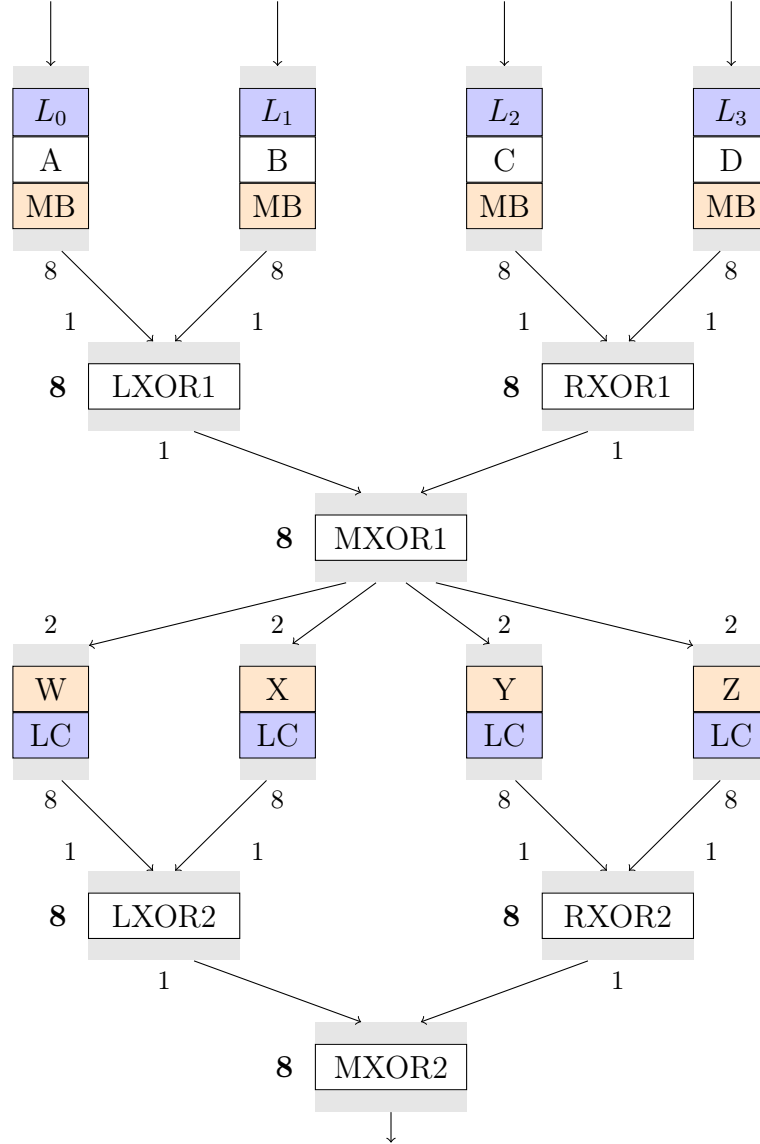 L₀ L₁ L₂ L₃
A B C D
MB MB MB MB
8 8 8 8
1 1 1 1
8 LXOR1 8 RXOR1
1 1
8 MXOR1
2 2 2 2
W X Y Z
LC LC LC LC
8 8 8 8
1 1 1 1
8 LXOR2 8 RXOR2
1 1
8 MXOR2